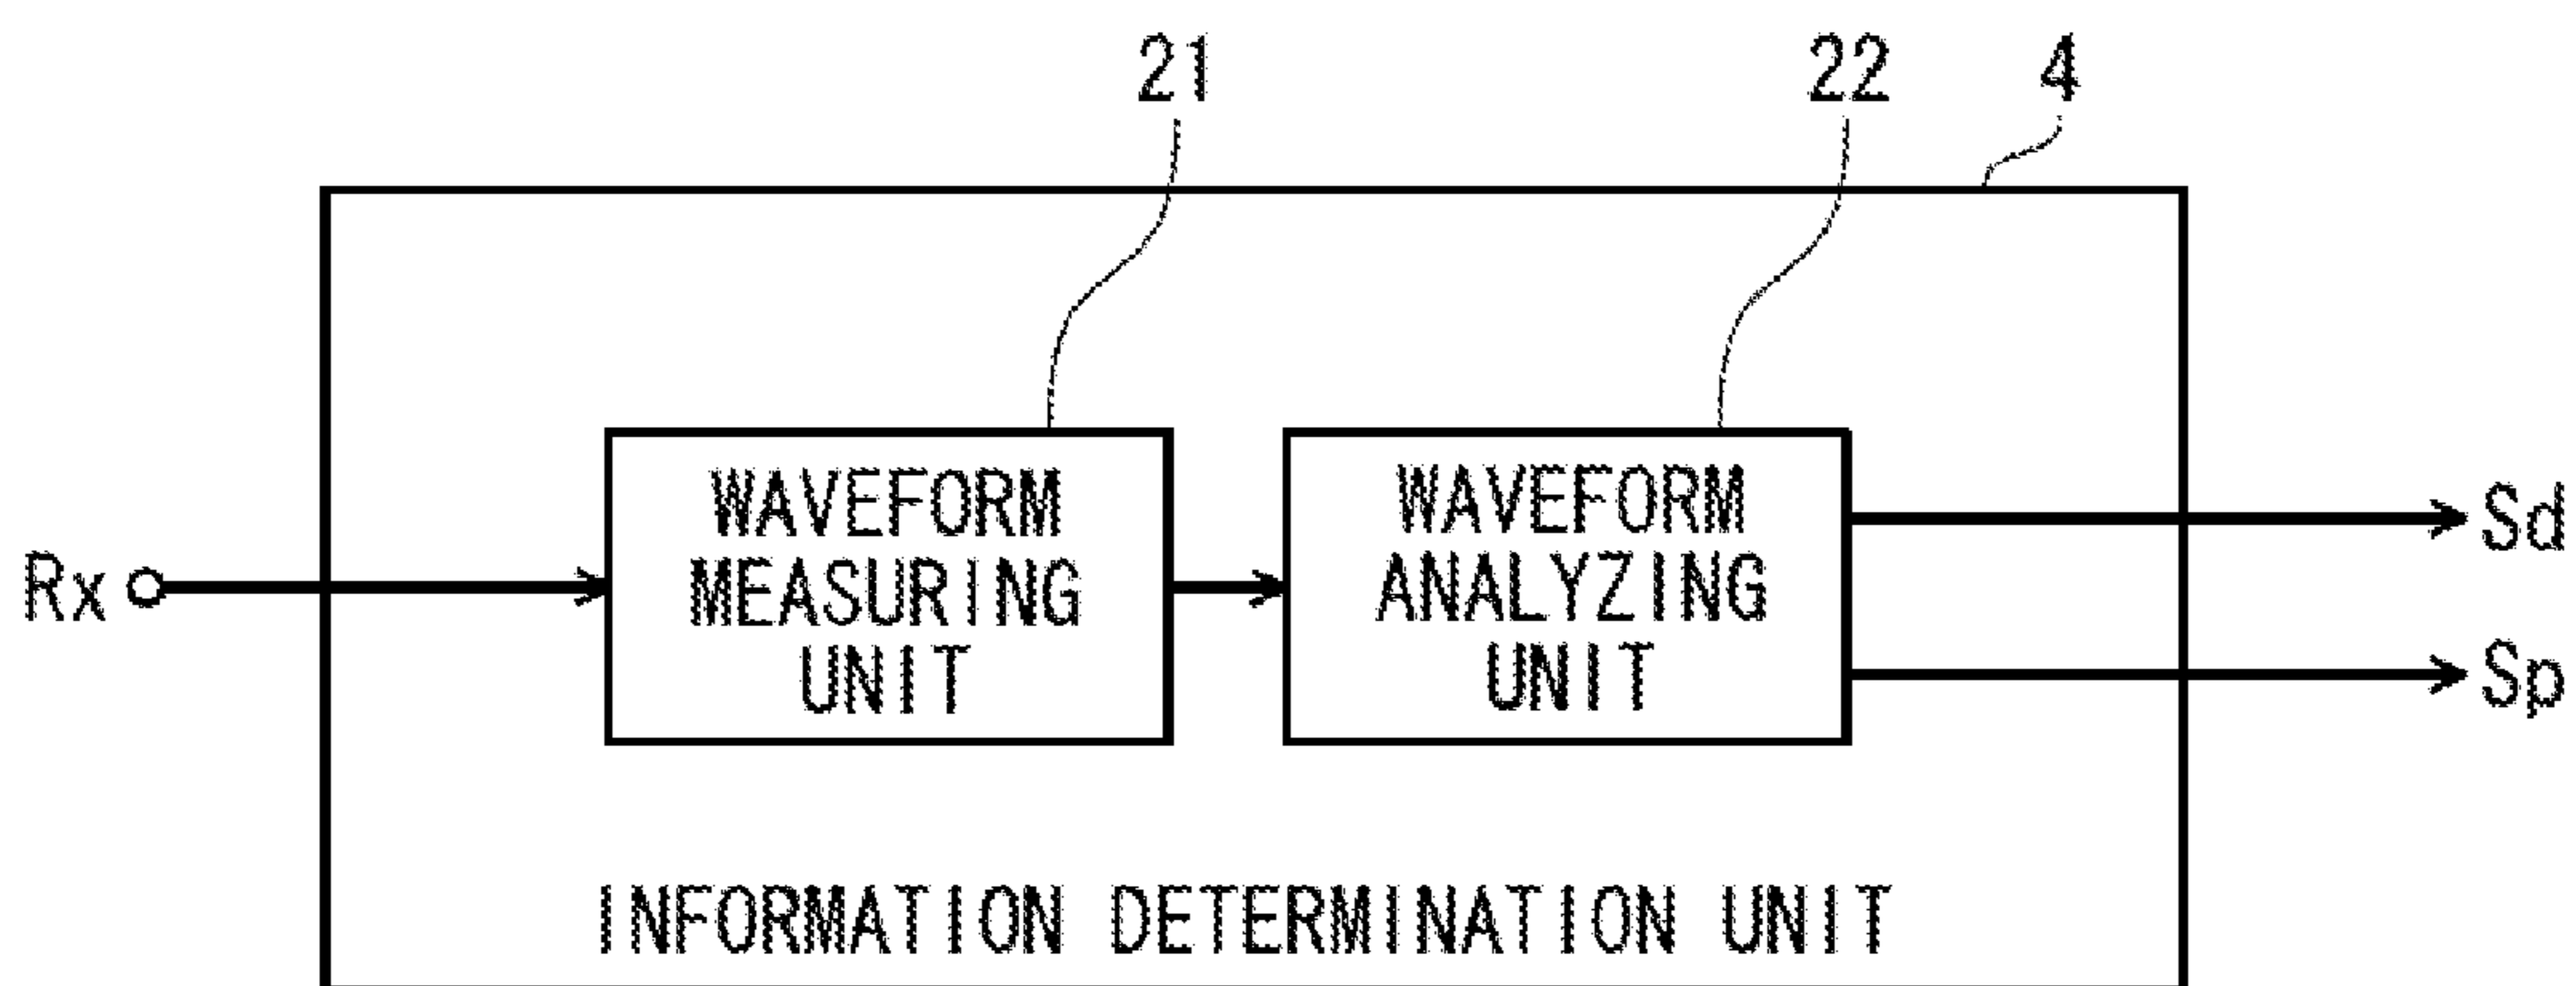 21
22
4
WAVEFORM
MEASURING
UNIT
WAVEFORM
ANALYZING
UNIT
Rx
Sd
Sp
INFORMATION DETERMINATION UNIT